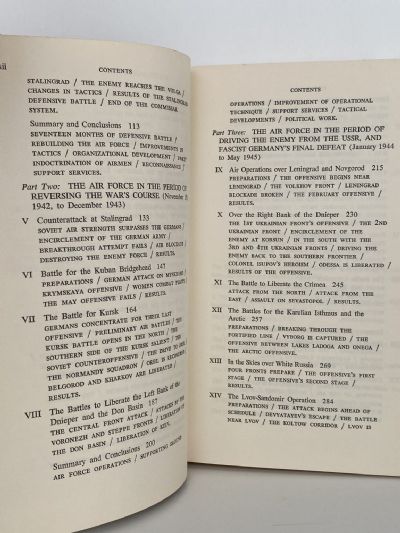 CONTENTS
STALINGRAD / THE ENEMY REACHES THE VOLGA /
CHANGES IN TACTICS / RESULTS OF THE STALINGRAD
DEFENSIVE BATTLE / END OF THE COMMISSAR
SYSTEM.
Summary and Conclusions 113
SEVENTEEN MONTHS OF DEFENSIVE BATTLE /
REBUILDING THE AIR FORCE / IMPROVEMENTS IN
TACTICS / ORGANIZATIONAL DEVELOPMENT /
INDOCTRINATION OF AIRMEN / RECONNAISSANCE /
SUPPORT SERVICES.
Part Two: THE AIR FORCE IN THE PERIOD OF
REVERSING THE WAR'S COURSE. (November
1942, to December 1943)
V Counterattack at Stalingrad 133
SOVIET AIR STRENGTH SURPASSES THE GERMANS /
ENCIRCLEMENT OF THE GERMAN ARMY /
BREAKTHROUGH ATTEMPT FAILS / AIR BLOCKADE /
DESTROYING THE ENEMY FORCE / RESULTS.
VI Battle for the Kuban Bridgehead 147
PREPARATIONS / GERMAN ATTACK ON MYSKHAKO /
KRYMSKAYA OFFENSIVE / WOMEN COMBAT PILOTS /
THE MAY OFFENSIVE FAILS / RESULTS.
VII The Battle for Kursk 164
GERMANS CONCENTRATE FOR THEIR LAST
OFFENSIVE / PRELIMINARY AIR BATTLES / THE
KURSK BATTLE OPENS IN THE NORTH / THE
SOUTHERN SIDE OF THE KURSK SALIENT /
SOVIET COUNTEROFFENSIVE / THE DRIVE TO OREL /
THE NORMANDY SQUADRON / OREL IS LIBERATED /
BELGOROD AND KHARKOV ARE LIBERATED /
RESULTS.
VIII The Battles to Liberate the Left Bank of the
Dnieper and the Don Basin 187
THE CENTRAL FRONT ATTACK / ATTACKS BY THE
VORONEZH AND STEPPE FRONTS / LIBERATION OF
THE DON BASIN / LIBERATION OF KIEV.
Summary and Conclusions 200
AIR FORCE OPERATIONS / SUPPORTING GROUND
CONTENTS
OPERATIONS / IMPROVEMENT OF OPERATIONAL
TECHNIQUE / SUPPORT SERVICES / TACTICAL
DEVELOPMENTS / POLITICAL WORK.
Part Three: THE AIR FORCE IN THE PERIOD OF
DRIVING THE ENEMY FROM THE USSR, AND
FASCIST GERMANY'S FINAL DEFEAT (January 1944
to May 1945)
IX Air Operations over Leningrad and Novgorod 215
PREPARATIONS / THE OFFENSIVE BEGINS NEAR
LENINGRAD / THE VOLKHOV FRONT / LENINGRAD
BLOCKADE BROKEN / THE FEBRUARY OFFENSIVE /
RESULTS.
X Over the Right Bank of the Dnieper 230
THE 1ST UKRAINIAN FRONT'S OFFENSIVE / THE 2ND
UKRAINIAN FRONT / ENCIRCLEMENT OF THE
ENEMY AT KORSUN / IN THE SOUTH WITH THE
3RD AND 4TH UKRAINIAN FRONTS / DRIVING THE
ENEMY BACK TO THE SOUTHERN FRONTIER /
COLONEL ISUPOV'S HEROISM / ODESSA IS LIBERATED /
RESULTS OF THE OFFENSIVE.
XI The Battle to Liberate the Crimea 245
ATTACK FROM THE NORTH / ATTACK FROM THE
EAST / ASSAULT ON SEVASTOPOL / RESULTS.
XII The Battles for the Karelian Isthmus and the
Arctic 257
PREPARATIONS / BREAKING THROUGH THE
FORTIFIED LINE / VYBORG IS CAPTURED / THE
OFFENSIVE BETWEEN LAKES LADOGA AND ONEGA /
THE ARCTIC OFFENSIVE.
XIII In the Skies over White Russia 269
FOUR FRONTS PREPARE / THE OFFENSIVE'S FIRST
STAGE / THE OFFENSIVE'S SECOND STAGE /
RESULTS.
XIV The Lvov-Sandomir Operation 284
PREPARATIONS / THE ATTACK BEGINS AHEAD OF
SCHEDULE / ESCAPE / THE BATTLE
NEAR LVOV / THE KOLTOW CORRIDOR / LVOV IS